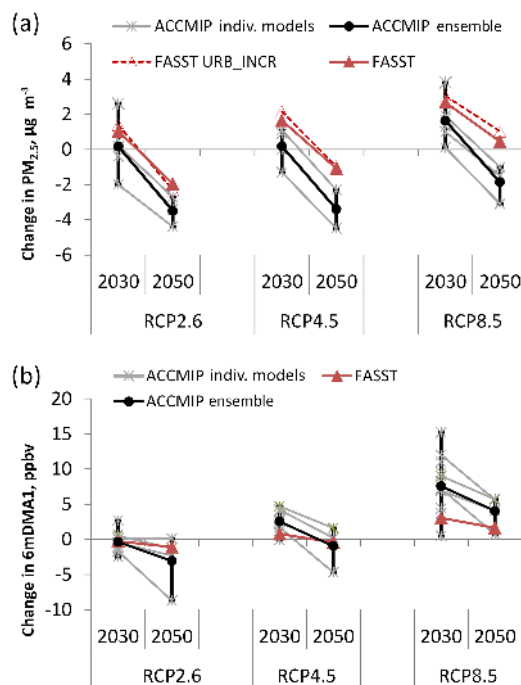 (a)
ACCMIP indiv. models
ACCMIP ensemble
FASST URB_INCR
FASST
Change in PM2.5, µg m-3
6
4
2
0
-2
-4
-6
2030 2050 2030 2050 2030 2050
RCP2.6 RCP4.5 RCP8.5
(b)
ACCMIP indiv. models
FASST
ACCMIP ensemble
Change in 6mDMA1, ppbv
20
15
10
5
0
-5
-10
2030 2050 2030 2050 2030 2050
RCP2.6 RCP4.5 RCP8.5